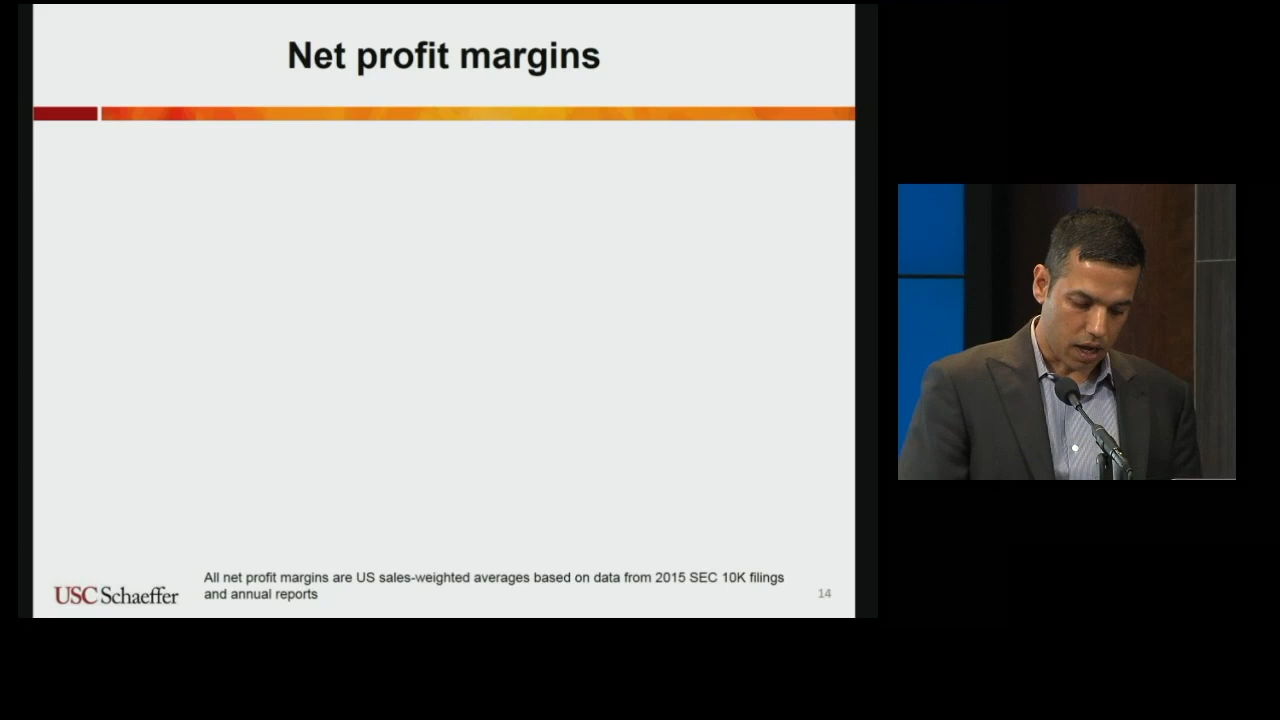 Net profit margins
All net profit margins are US sales-weighted averages based on data from 2015 SEC 10K filings
and annual reports
USC Schaeffer
14